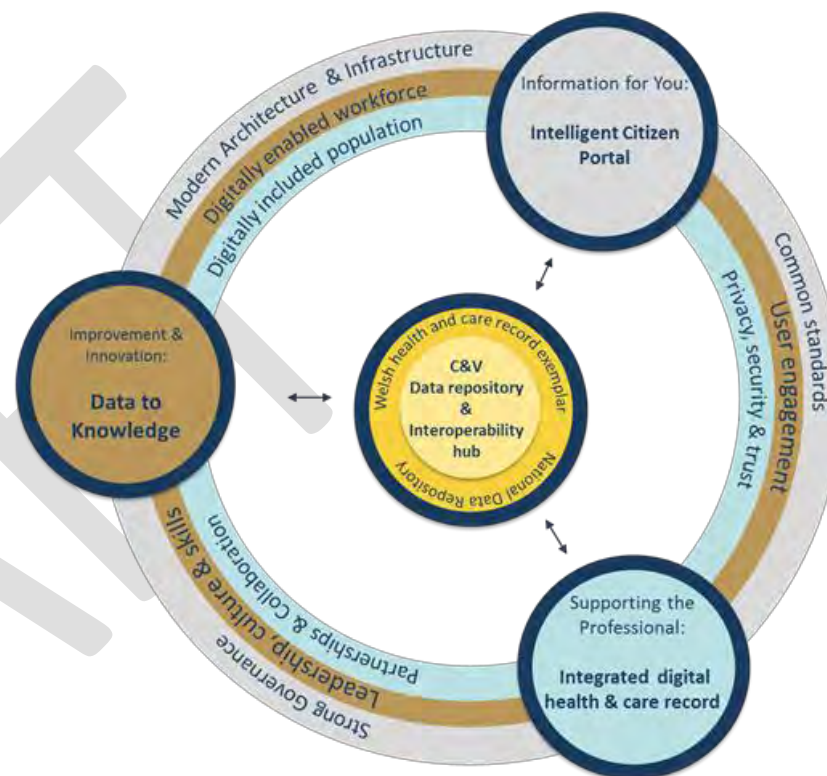 Modern Architecture & Infrastructure
Digitally enabled workforce
Digitally included population
Information for You:
Intelligent Citizen
Portal
Common standards
User engagement
Privacy, security & trust
Improvement &
Innovation:
Data to
Knowledge
Welsh health and care record exemplar
C&V
Data repository
&
Interoperability
hub
National Data Repository
Partnerships & Collaboration
Leadership, culture & skills
Strong Governance
Supporting the
Professional:
Integrated digital
health & care record